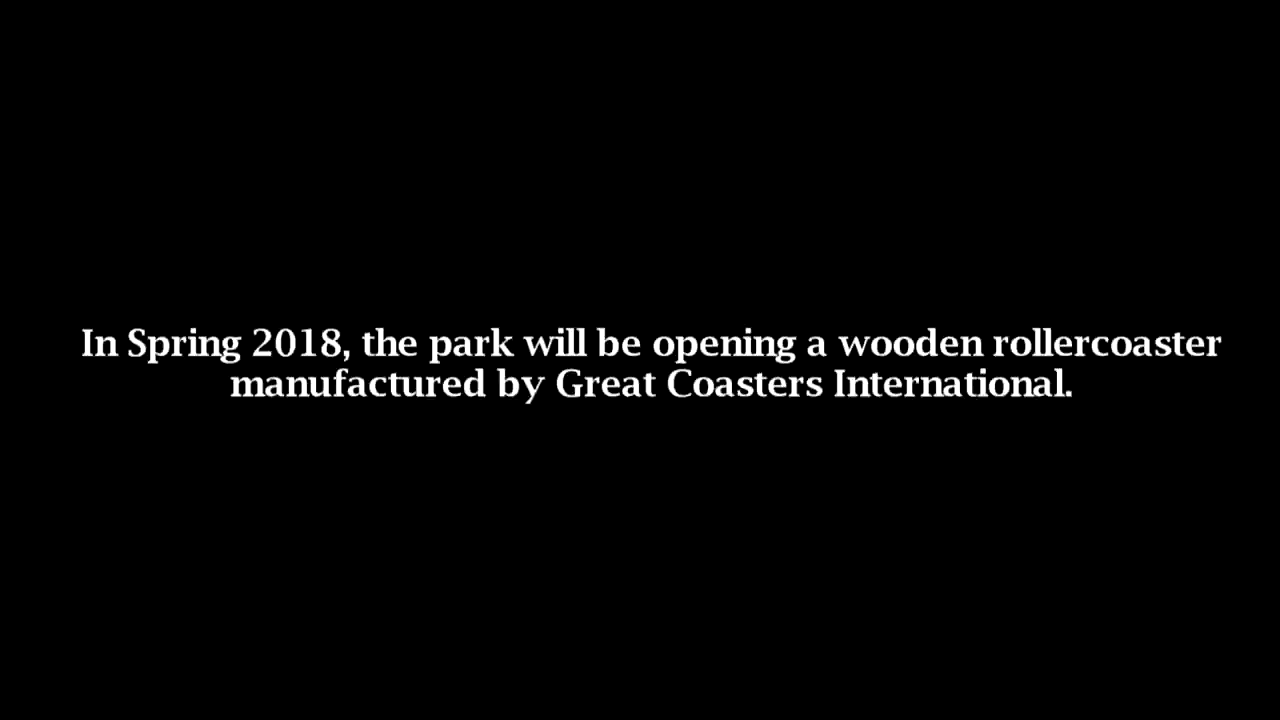 In Spring 2018, the park will be opening a wooden rollercoaster
manufactured by Great Coasters International.